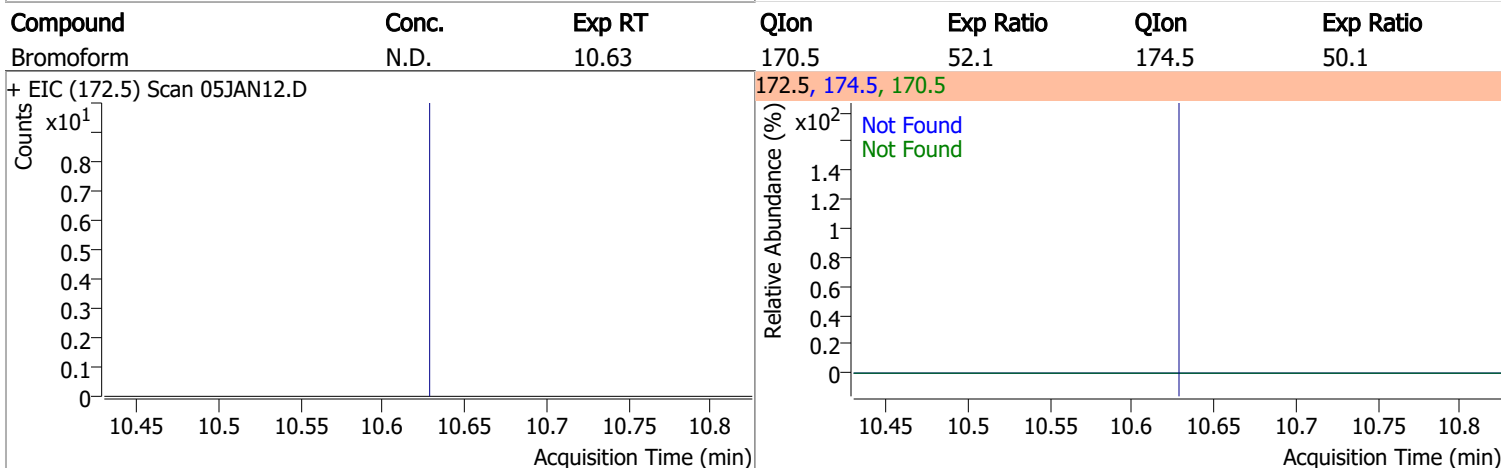 Compound Conc. Exp RT QIon Exp Ratio QIon Exp Ratio
Bromoform N.D. 10.63 170.5 52.1 174.5 50.1
+ EIC (172.5) Scan 05JAN12.D
Counts
x10¹
0.8
0.7
0.6
0.5
0.4
0.3
0.2
0.1
0
10.45 10.5 10.55 10.6 10.65 10.7 10.75 10.8
Acquisition Time (min)
172.5, 174.5, 170.5
Relative Abundance (%)
x10²
Not Found
Not Found
1.4
1.2
1
0.8
0.6
0.4
0.2
0
10.45 10.5 10.55 10.6 10.65 10.7 10.75 10.8
Acquisition Time (min)